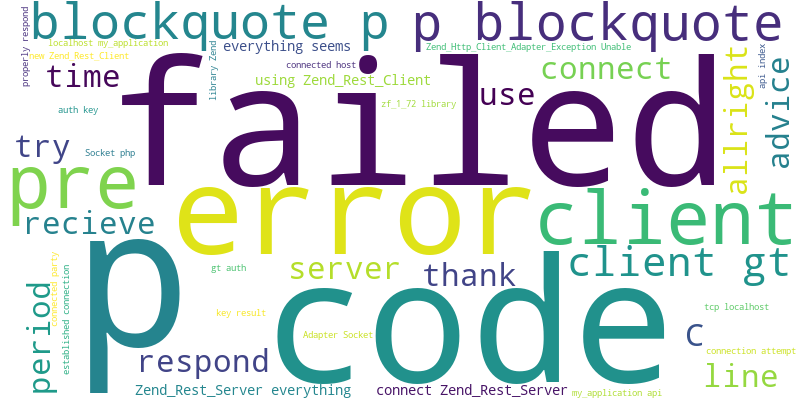 blockquote p
p blockquote
properly respond
localhost my_application
new Zend_Rest_Client
time
library Zend
everything seems
connected host
using Zend_Rest_Client
Zend_Http_Client_Adapter_Exception Unable
connect
use
allright
api index
advice
failed
auth key
zf_1_72 library
try
Socket php
pre
recieve
error
client
server
thank
client gt
period
connected party
established connection
p
gt auth
key result
code
Adapter Socket
tcp localhost
C
connection attempt
respond
line
Zend_Rest_Server everything
connect Zend_Rest_Server
my_application api